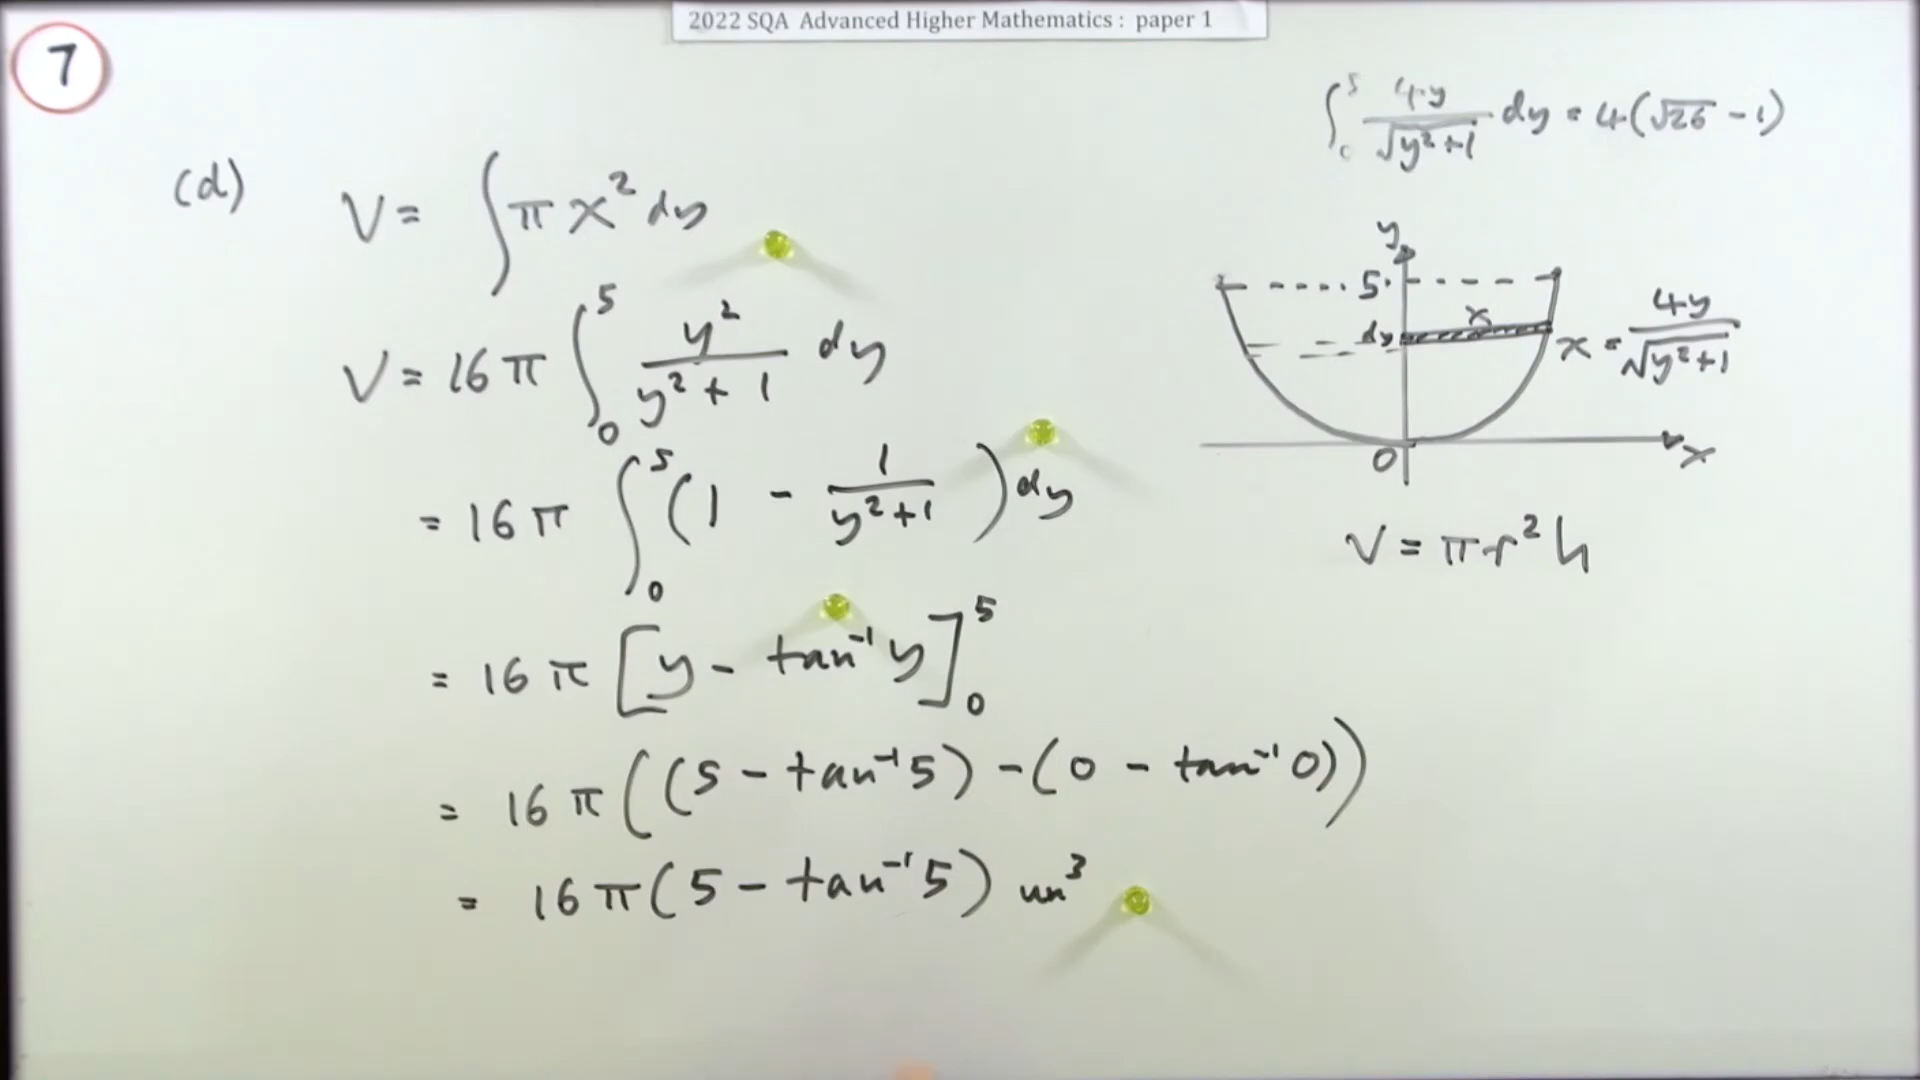 2022 SQA Advanced Higher Mathematics : paper 1
7
∫₀⁵ 4y/√(y²+1) dy = 4(√26 - 1)
(d) V = ∫ π x² dy
V = 16π ∫₀⁵ y²/(y² + 1) dy
= 16π ∫₀⁵ (1 - 1/(y²+1)) dy
= 16π [y - tan⁻¹ y]₀⁵
= 16π((5 - tan⁻¹5) - (0 - tan⁻¹0))
= 16π(5 - tan⁻¹5) un³
y
5
x
dy
x = 4y/√(y²+1)
0
x
V = πr²h